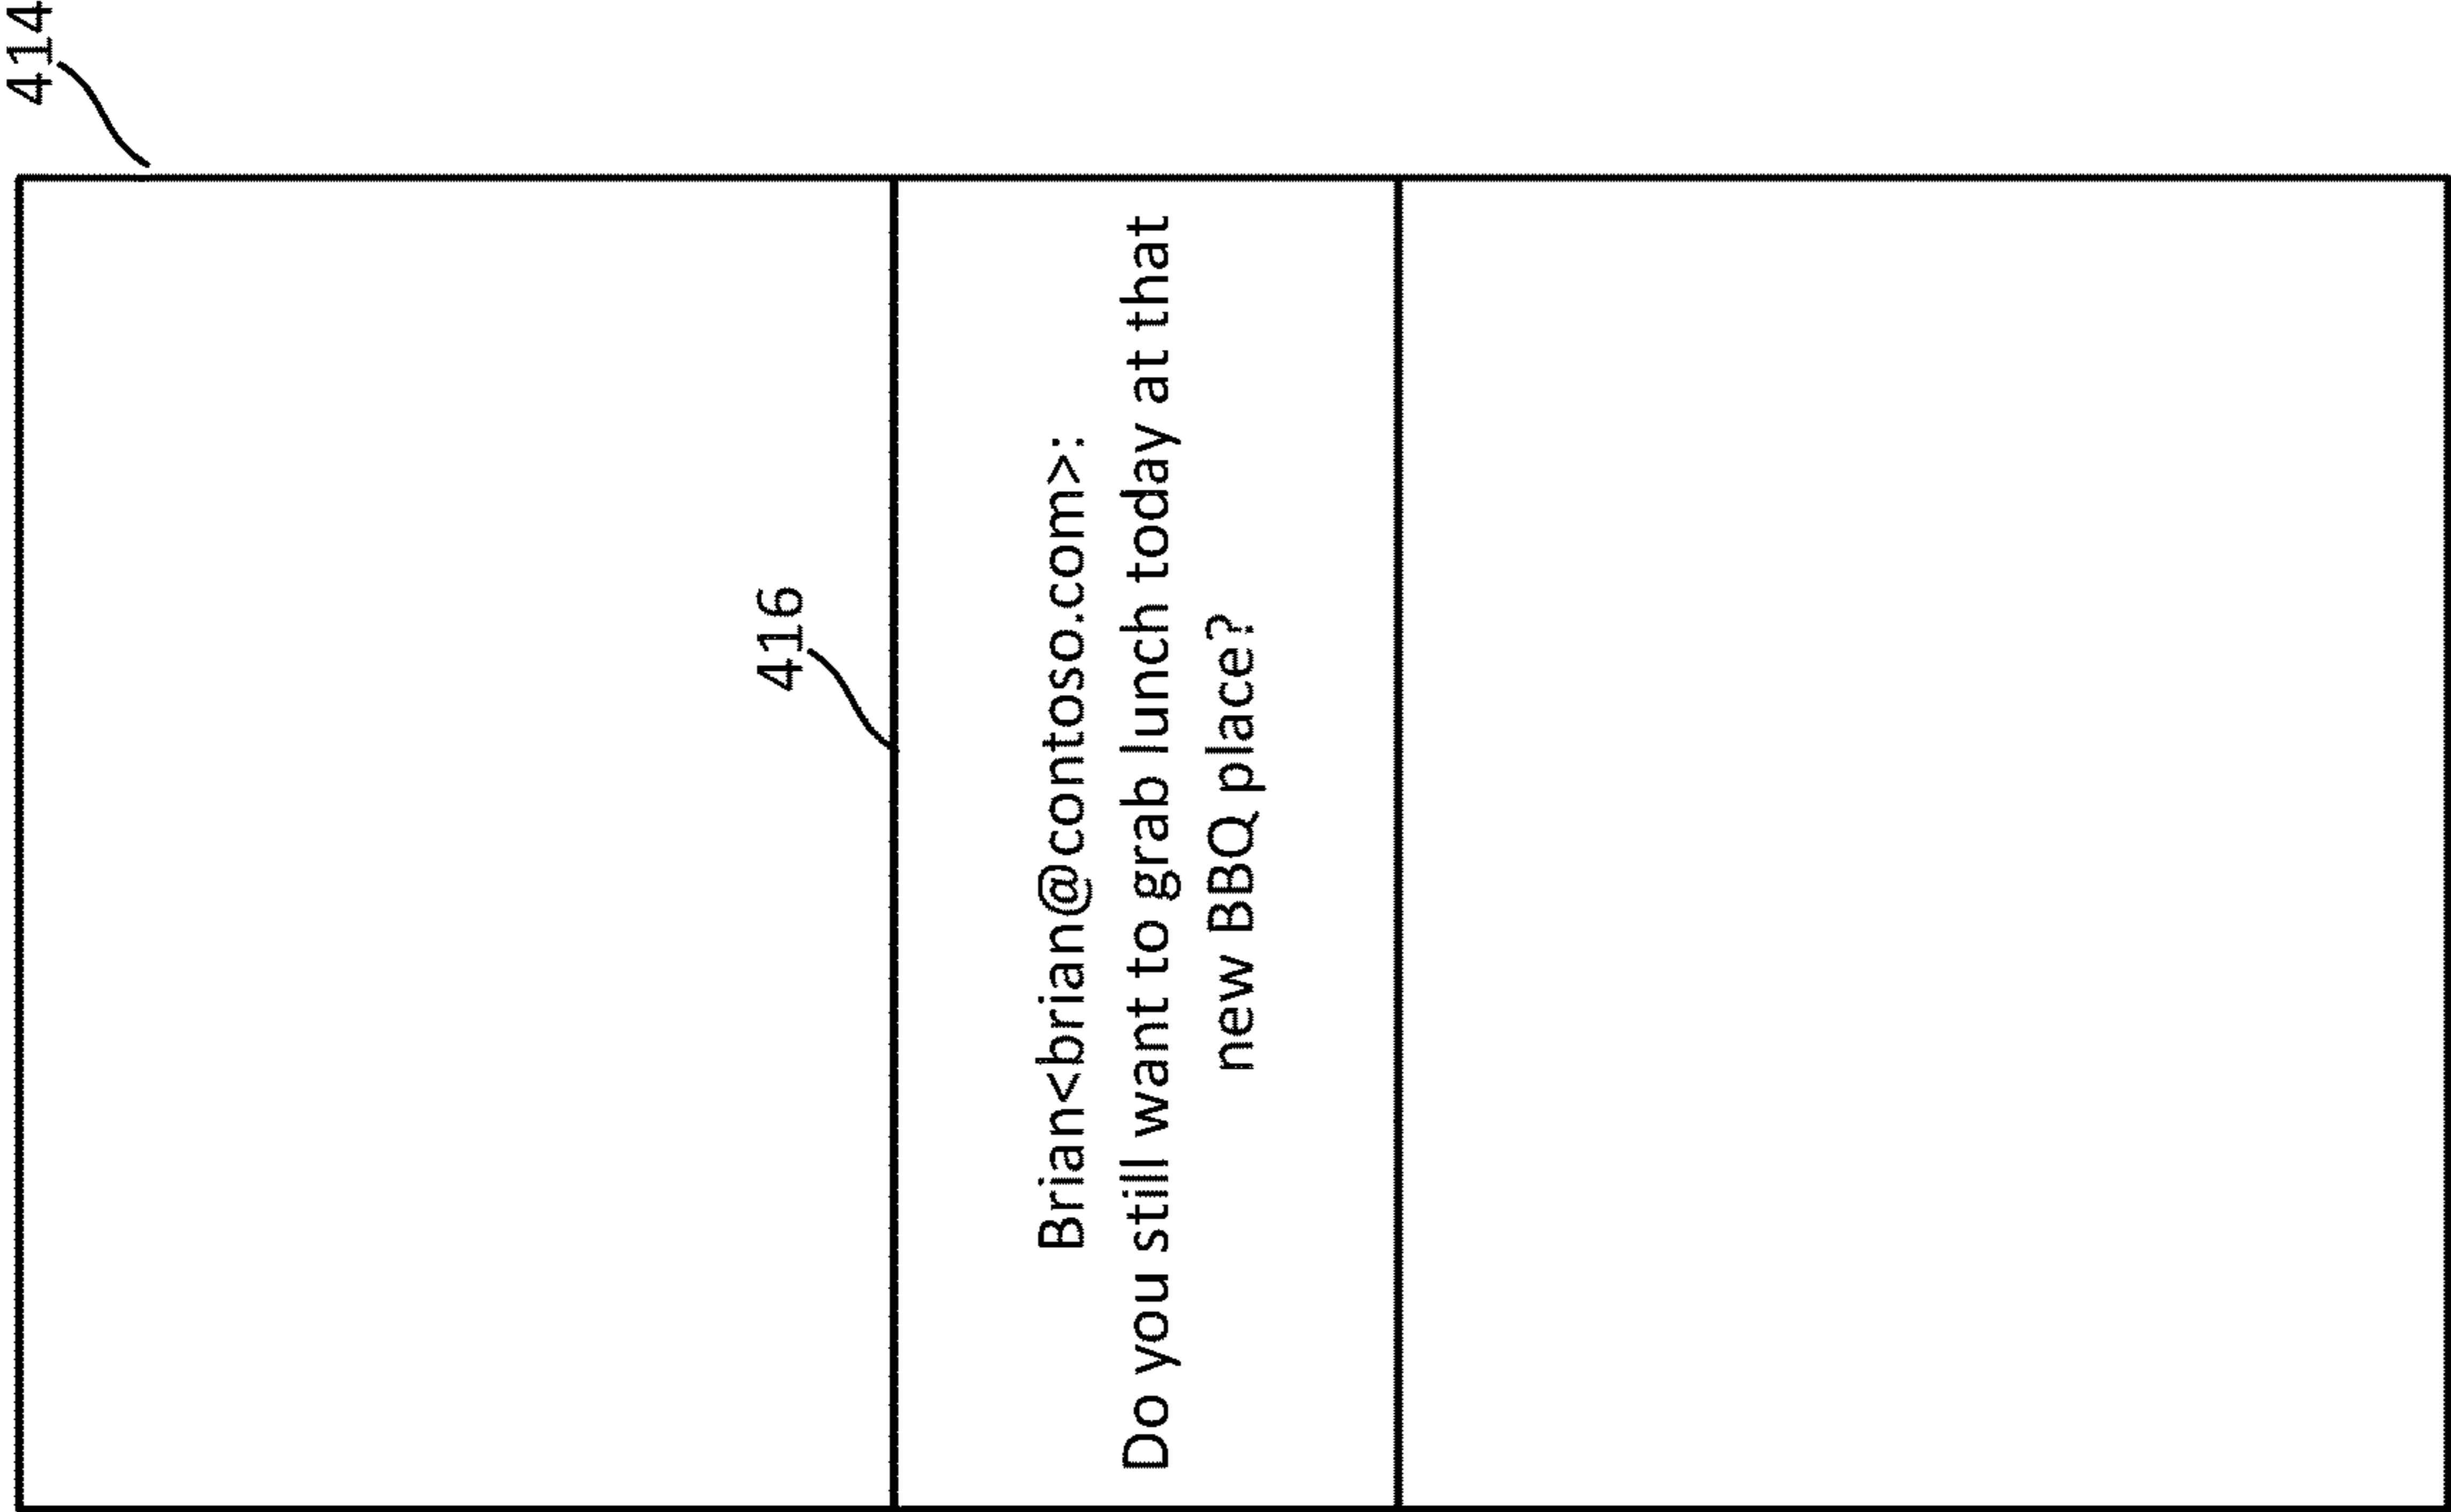 414
416
Brian<brian@contoso.com>:
Do you still want to grab lunch today at that
new BBQ place?